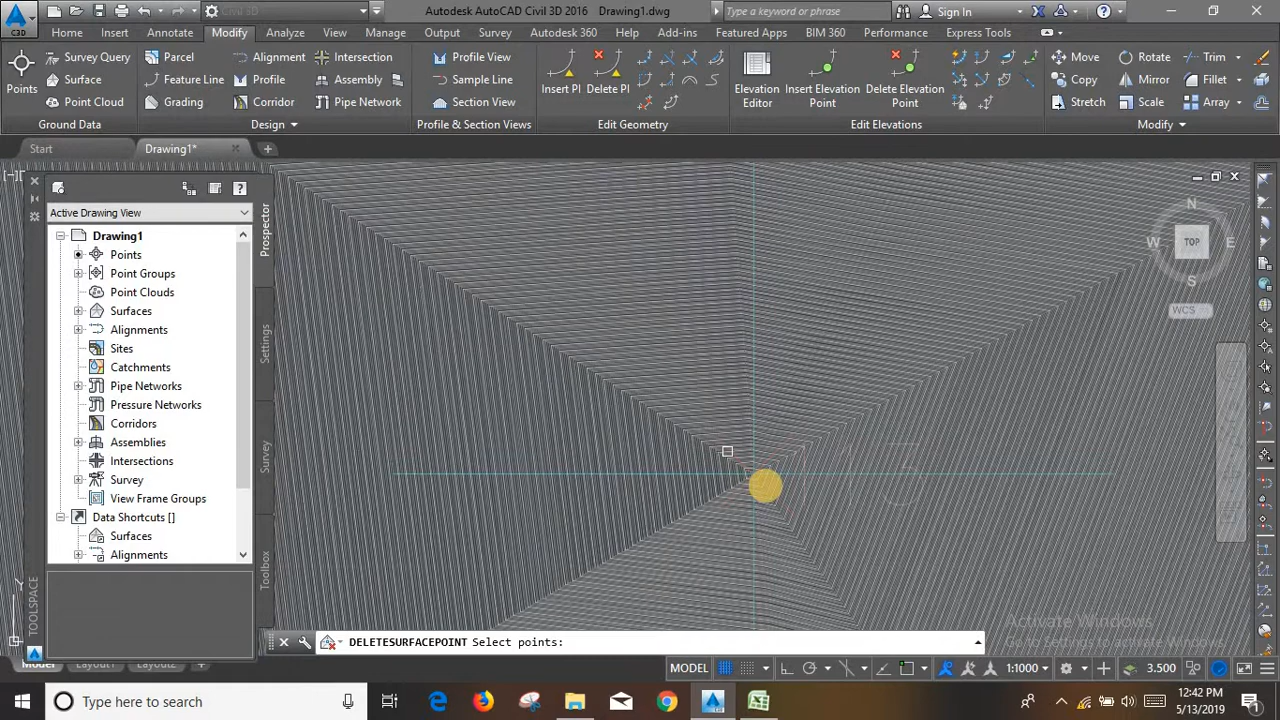 Civil 3D
Autodesk AutoCAD Civil 3D 2016 Drawing1.dwg
Type a keyword or phrase
Sign In
C3D
Home Insert Annotate Modify Analyze View Manage Output Survey Autodesk 360 Help Add-ins Featured Apps BIM 360 Performance Express Tools
Points
Survey Query
Surface
Point Cloud
Ground Data
Parcel
Feature Line
Grading
Alignment
Profile
Corridor
Intersection
Assembly
Pipe Network
Design
Profile View
Sample Line
Section View
Profile & Section Views
Insert PI
Delete PI
Edit Geometry
Elevation
Editor
Insert Elevation
Point
Delete Elevation
Point
Edit Elevations
Move
Copy
Stretch
Rotate
Mirror
Scale
Trim
Fillet
Array
Modify
Start
Drawing1*
Active Drawing View
Drawing1
Points
Point Groups
Point Clouds
Surfaces
Alignments
Sites
Catchments
Pipe Networks
Pressure Networks
Corridors
Assemblies
Intersections
Survey
View Frame Groups
Data Shortcuts []
Surfaces
Alignments
Prospector
Settings
Survey
Toolbox
TOOLSPACE
N
W
TOP
E
S
WCS
Y
Activate Windows
DELETESURFACEPOINT Select points:
Model Layout1 Layout2 +
MODEL
1:1000
3.500
Type here to search
12:42 PM
5/13/2019